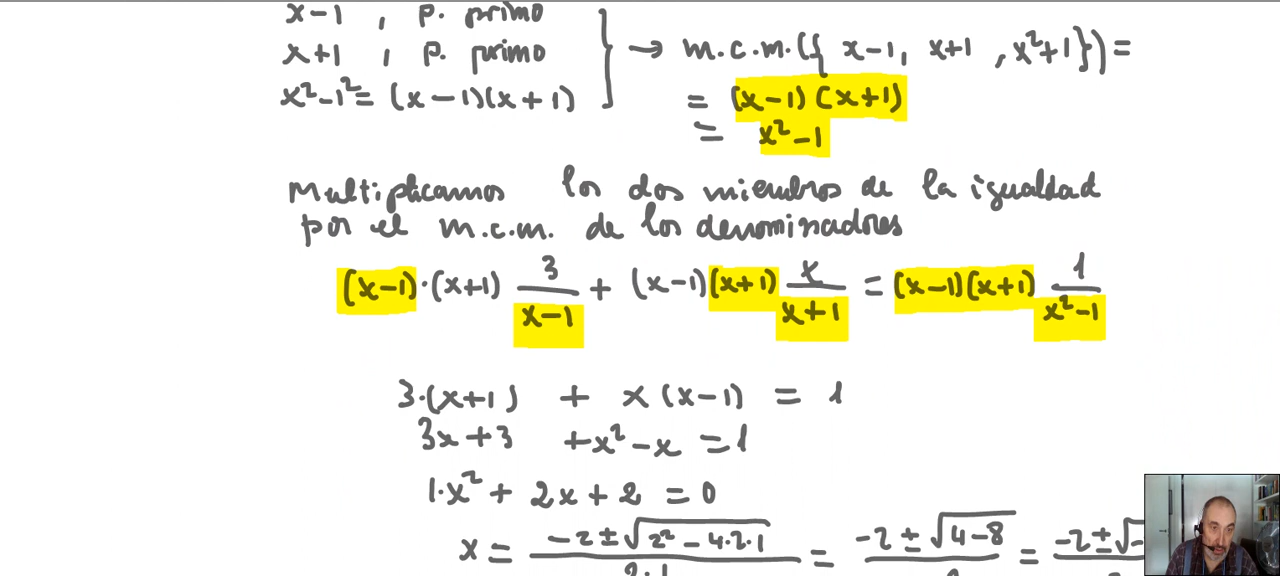 x-1 , p. primo
x+1 , p. primo
x²-1²= (x-1)(x+1)
→ m.c.m.({ x-1, x+1 , x²+1}) =
= (x-1)(x+1)
= x²-1
Multiplicamos los dos miembros de la igualdad
por el m.c.m. de los denominadores
(x-1)·(x+1) 3/(x-1) + (x-1)(x+1) x/(x+1) = (x-1)(x+1) 1/(x²-1)
3·(x+1) + x(x-1) = 1
3x+3 +x²-x =1
1·x² + 2x+2 =0
x = (-2±√(2²-4·2·1))/(2·1) = -2±√(4-8) = -2±√-